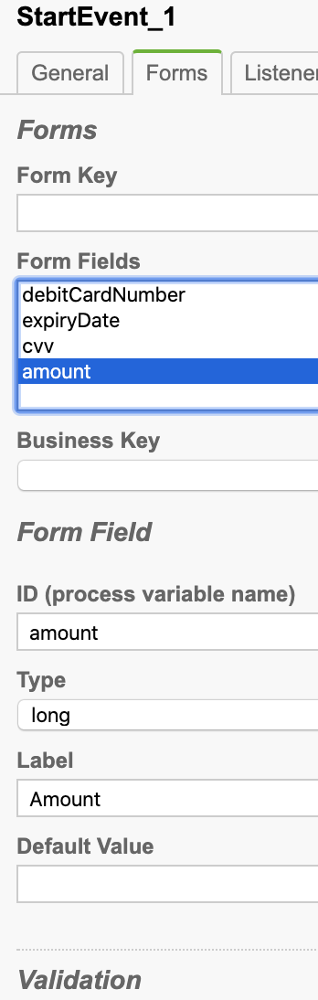 StartEvent_1
General Forms Listener
Forms
Form Key
Form Fields
debitCardNumber
expiryDate
cvv
amount
Business Key
Form Field
ID (process variable name)
amount
Type
long
Label
Amount
Default Value
Validation